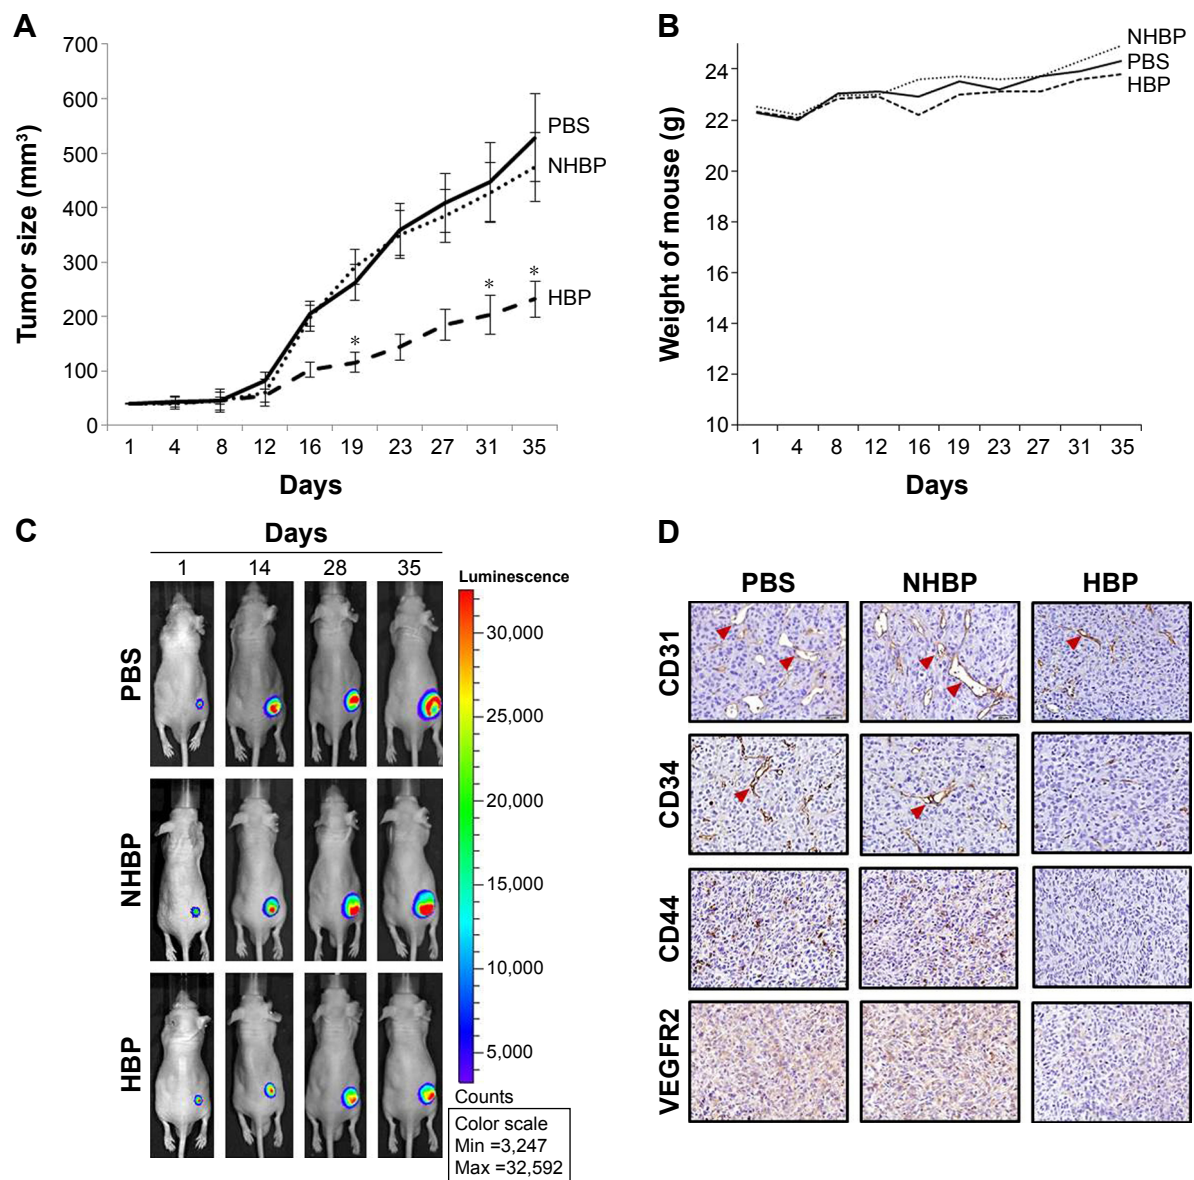 A
700
600
500
400
300
200
100
0
Tumor size (mm³)
PBS
NHBP
HBP
*
*
*
1 4 8 12 16 19 23 27 31 35
Days
B
24
22
20
18
16
14
24
12
10
Weight of mouse (g)
NHBP
PBS
HBP
1 4 8 12 16 19 23 27 31 35
Days
C
Days
1 14 28 35
PBS
NHBP
HBP
Luminescence
30,000
25,000
20,000
15,000
10,000
5,000
Counts
Color scale
Min =3,247
Max =32,592
D
PBS NHBP HBP
CD31
CD34
CD44
VEGFR2